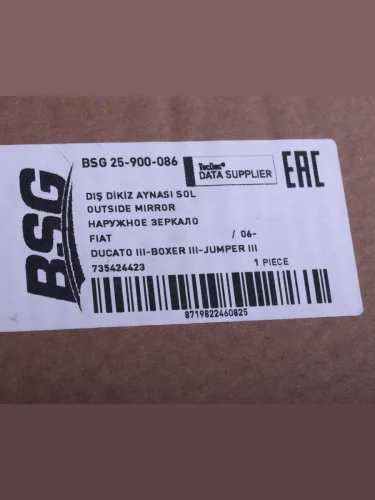 BSG
BSG 25-900-086
TecDoc®
DATA SUPPLIER
EAC
DIŞ DİKİZ AYNASI SOL
OUTSIDE MIRROR
НАРУЖНОЕ ЗЕРКАЛО
FIAT / 06-
DUCATO III-BOXER III-JUMPER III
735424423 1 PIECE
8719822460825